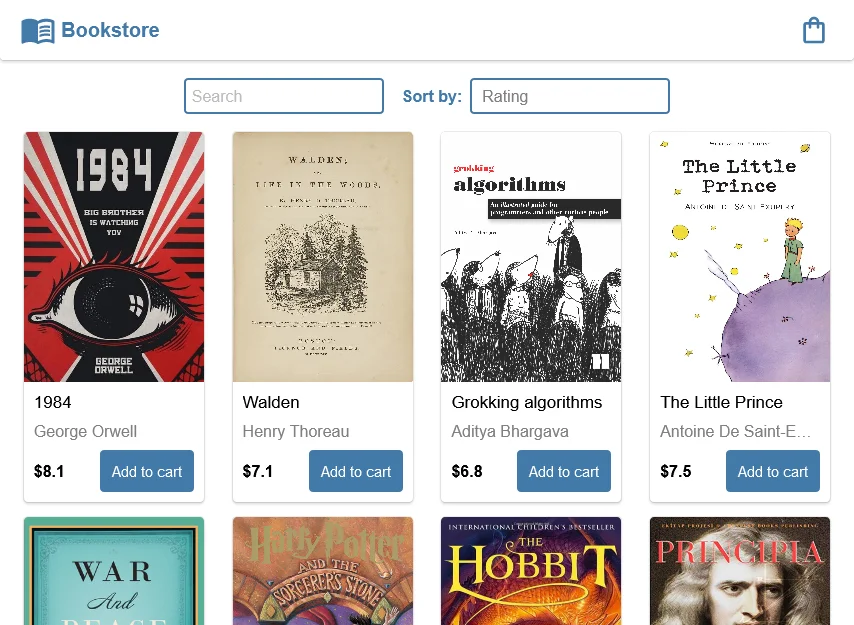 Bookstore
Search
Sort by:
Rating
1984
BIG BROTHER
IS WATCHING
YOU
GEORGE
ORWELL
1984
George Orwell
$8.1
Add to cart
WALDEN;
LIFE IN THE WOODS.
BOSTON:
TICKNOR AND FIELDS.
Walden
Henry Thoreau
$7.1
Add to cart
grokking
algorithms
An illustrated guide for
programmers and other curious people
Grokking algorithms
Aditya Bhargava
$6.8
Add to cart
The Little
Prince
ANTOINE DE SAINT-EXUPÉRY
The Little Prince
Antoine De Saint-E...
$7.5
Add to cart
WAR
And
PEACE
Harry Potter
AND THE
SORCERER'S STONE
INTERNATIONAL CHILDREN'S BESTSELLER
THE
HOBBIT
PRINCIPIA